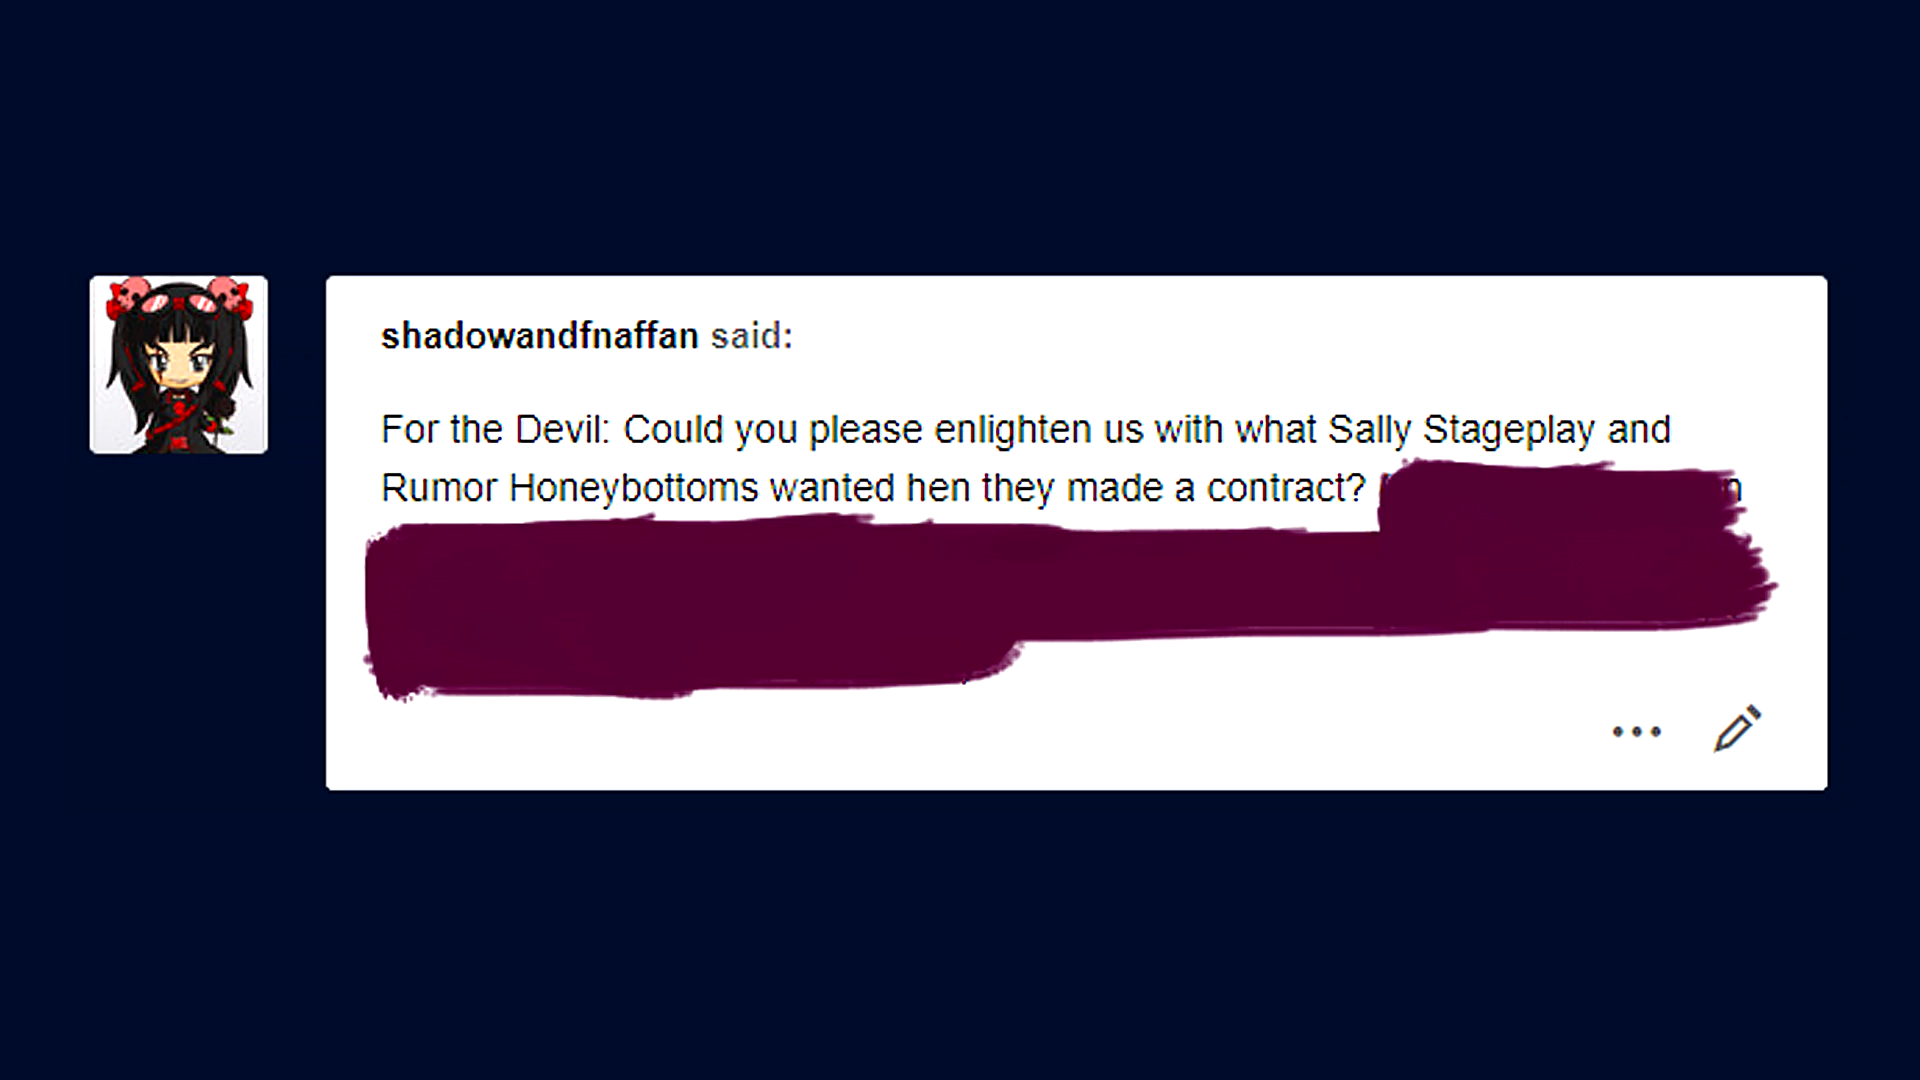 shadowandfnaffan said:
For the Devil: Could you please enlighten us with what Sally Stageplay and
Rumor Honeybottoms wanted hen they made a contract?